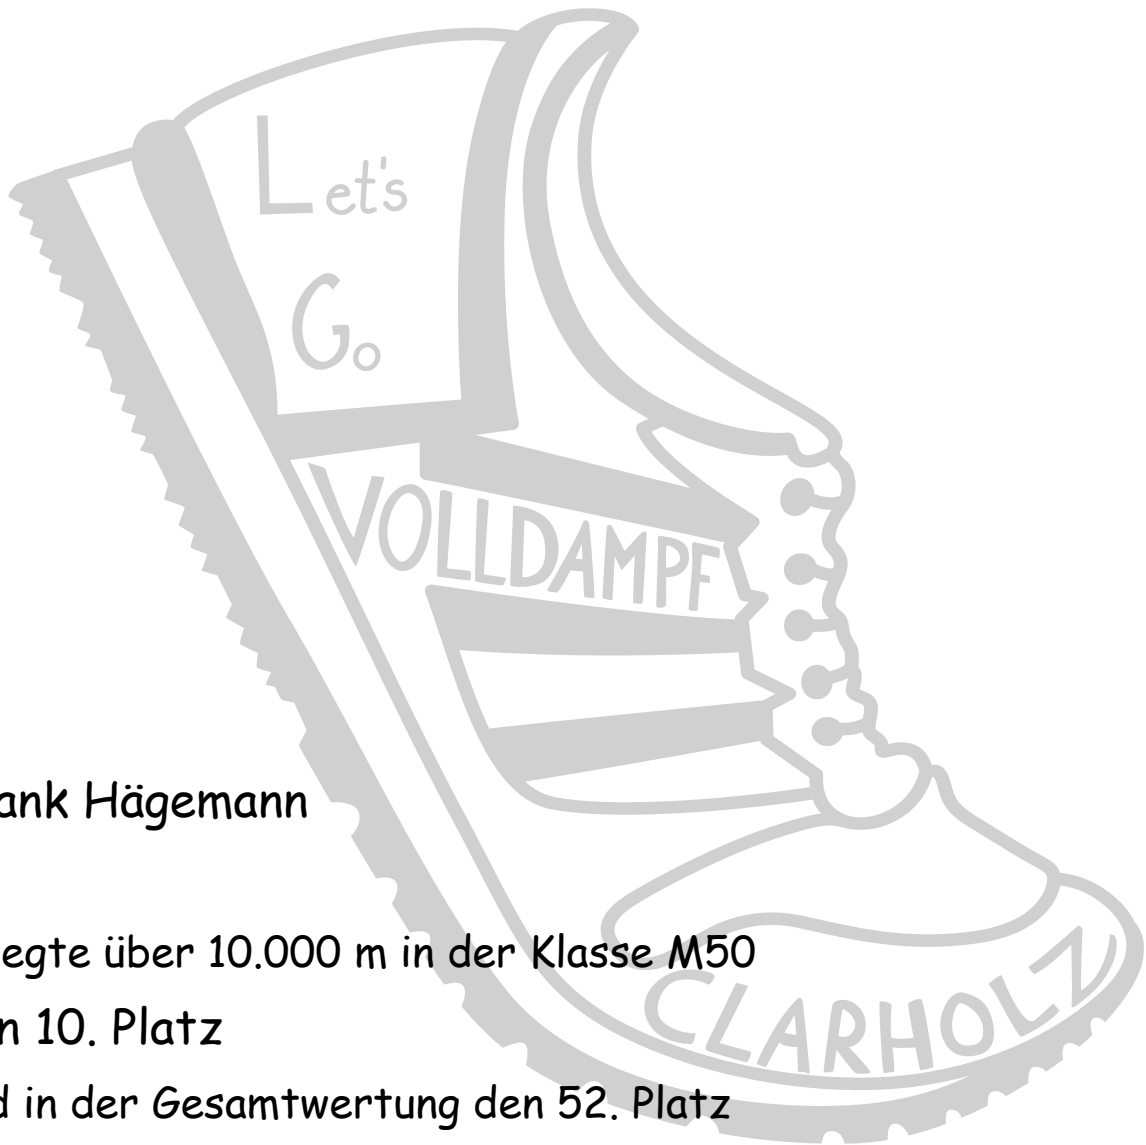 Let's
Go
VOLLDAMPF
Hägemann
über 10.000 m in der Klasse M50
10. Platz
in der Gesamtwertung den 52. Platz
CLARHOLZ